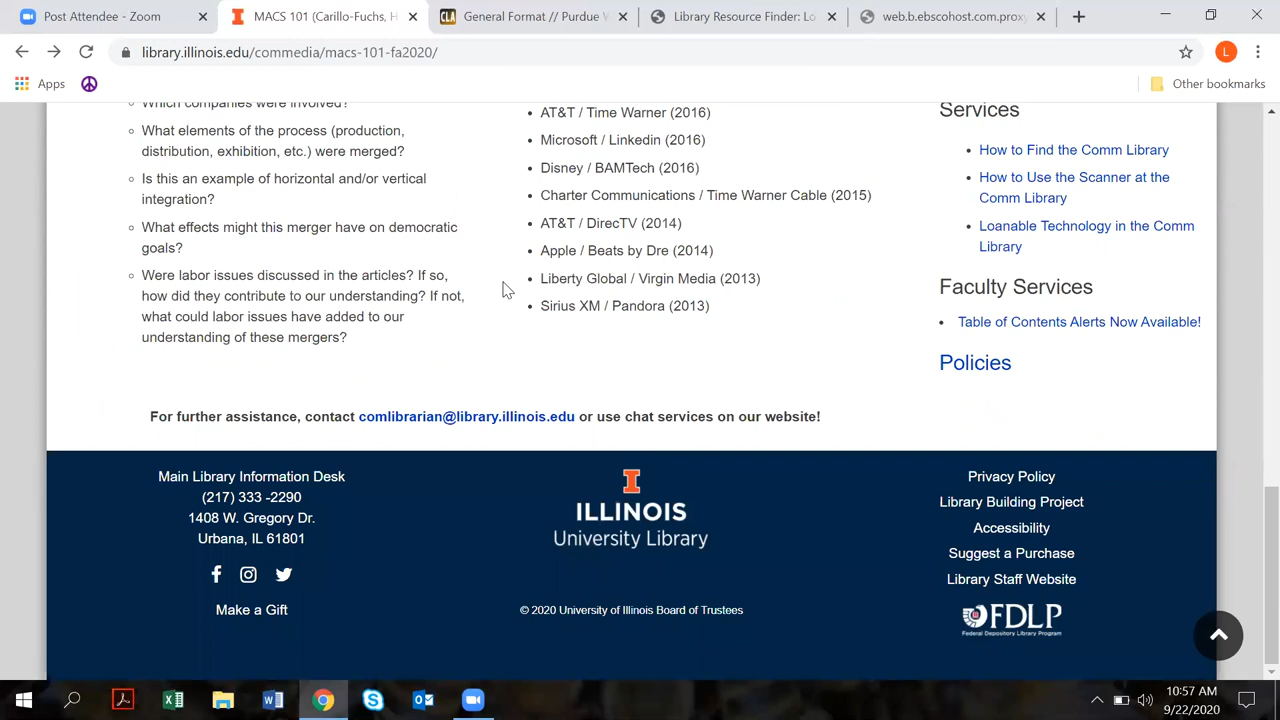 Post Attendee - Zoom
MACS 101 (Carillo-Fuchs, H
General Format // Purdue W
Library Resource Finder: Lo
web.b.ebscohost.com.proxy
library.illinois.edu/commedia/macs-101-fa2020/
L
Apps
Other bookmarks
Which companies were involved?
What elements of the process (production,
distribution, exhibition, etc.) were merged?
Is this an example of horizontal and/or vertical
integration?
What effects might this merger have on democratic
goals?
Were labor issues discussed in the articles? If so,
how did they contribute to our understanding? If not,
what could labor issues have added to our
understanding of these mergers?
AT&T / Time Warner (2016)
Microsoft / Linkedin (2016)
Disney / BAMTech (2016)
Charter Communications / Time Warner Cable (2015)
AT&T / DirecTV (2014)
Apple / Beats by Dre (2014)
Liberty Global / Virgin Media (2013)
Sirius XM / Pandora (2013)
Services
How to Find the Comm Library
How to Use the Scanner at the
Comm Library
Loanable Technology in the Comm
Library
Faculty Services
Table of Contents Alerts Now Available!
Policies
For further assistance, contact comlibrarian@library.illinois.edu or use chat services on our website!
Main Library Information Desk
(217) 333 -2290
1408 W. Gregory Dr.
Urbana, IL 61801
Make a Gift
ILLINOIS
University Library
© 2020 University of Illinois Board of Trustees
Privacy Policy
Library Building Project
Accessibility
Suggest a Purchase
Library Staff Website
FDLP
Federal Depository Library Program
10:57 AM
9/22/2020